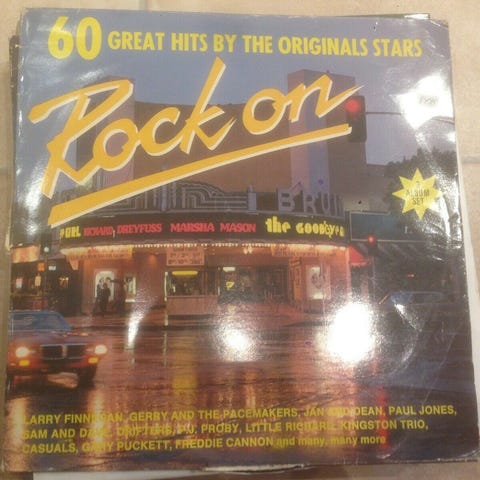 60 GREAT HITS BY THE ORIGINALS STARS
Rock on
ALBUM
SET
BRUIN
GIRL RICHARD DREYFUSS MARSHA MASON the GOODBYE
LARRY FINNEGAN, GERRY AND THE PACEMAKERS, JAN AND DEAN, PAUL JONES,
SAM AND DAVE, DRIFTERS, P.J. PROBY, LITTLE RICHARD, KINGSTON TRIO,
CASUALS, GARY PUCKETT, FREDDIE CANNON and many, many more